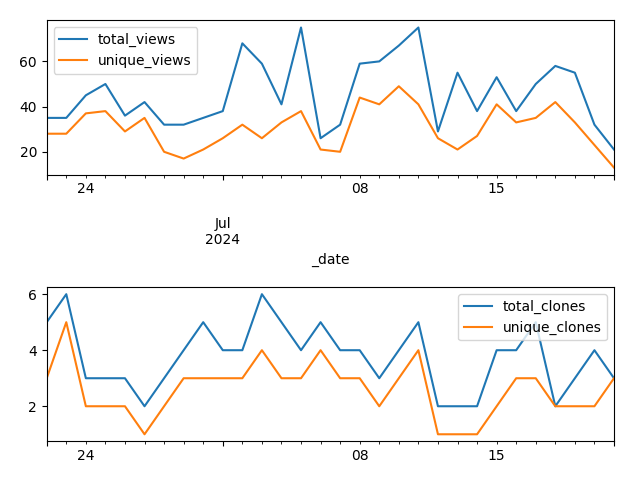 total_views
unique_views
60
40
20
24
08
15
Jul
2024
_date
total_clones
unique_clones
6
4
2
24
08
15